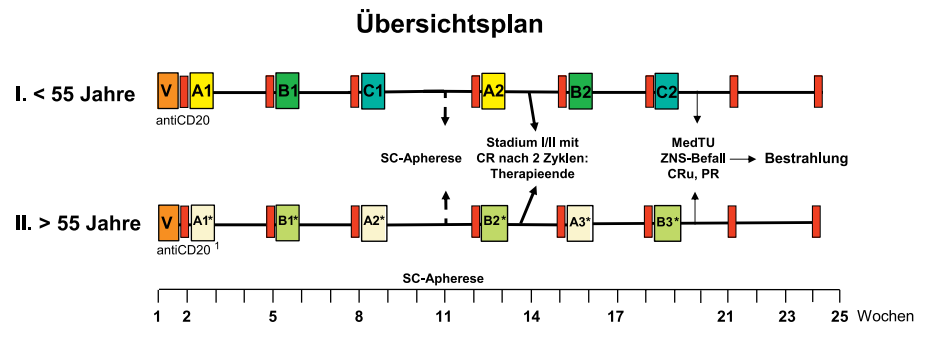 Übersichtsplan
I. < 55 Jahre
V A1 B1 C1 A2 B2 C2
antiCD20
SC-Apherese
Stadium I/II mit
CR nach 2 Zyklen:
Therapieende
MedTU
ZNS-Befall
CRu, PR
Bestrahlung
II. > 55 Jahre
V A1* B1* A2* B2* A3* B3*
antiCD20 1
SC-Apherese
1 2 5 8 11 14 17 21 23 25 Wochen